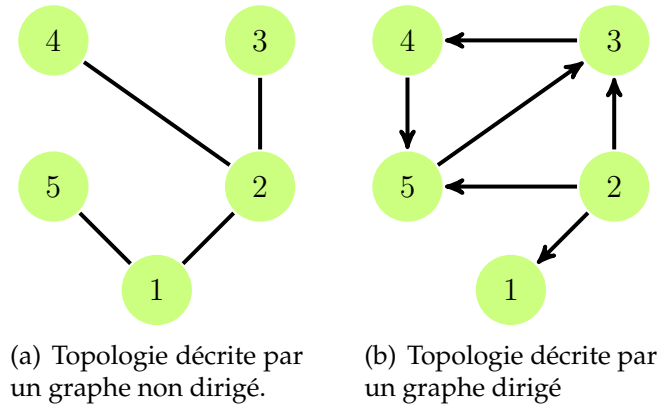 4 3 4 3
5 2 5 2
1 1
(a) Topologie décrite par
un graphe non dirigé.
(b) Topologie décrite par
un graphe dirigé